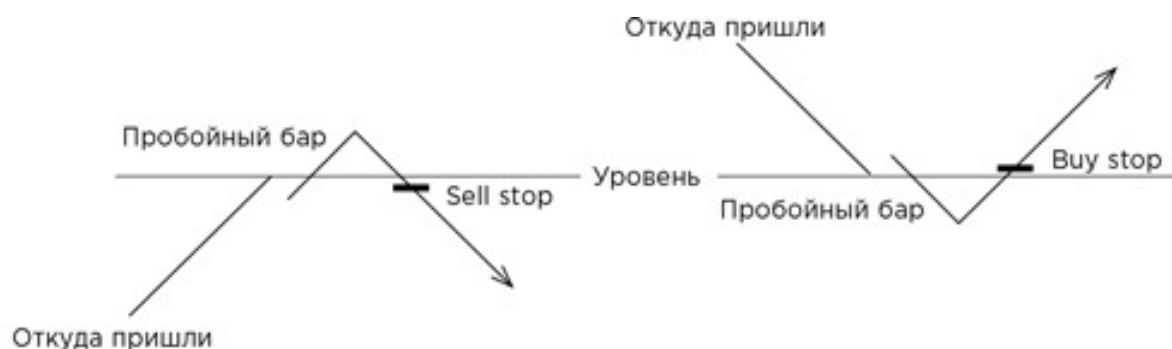 Откуда пришли
Пробойный бар
Уровень
Buy stop
Sell stop
Пробойный бар
Откуда пришли